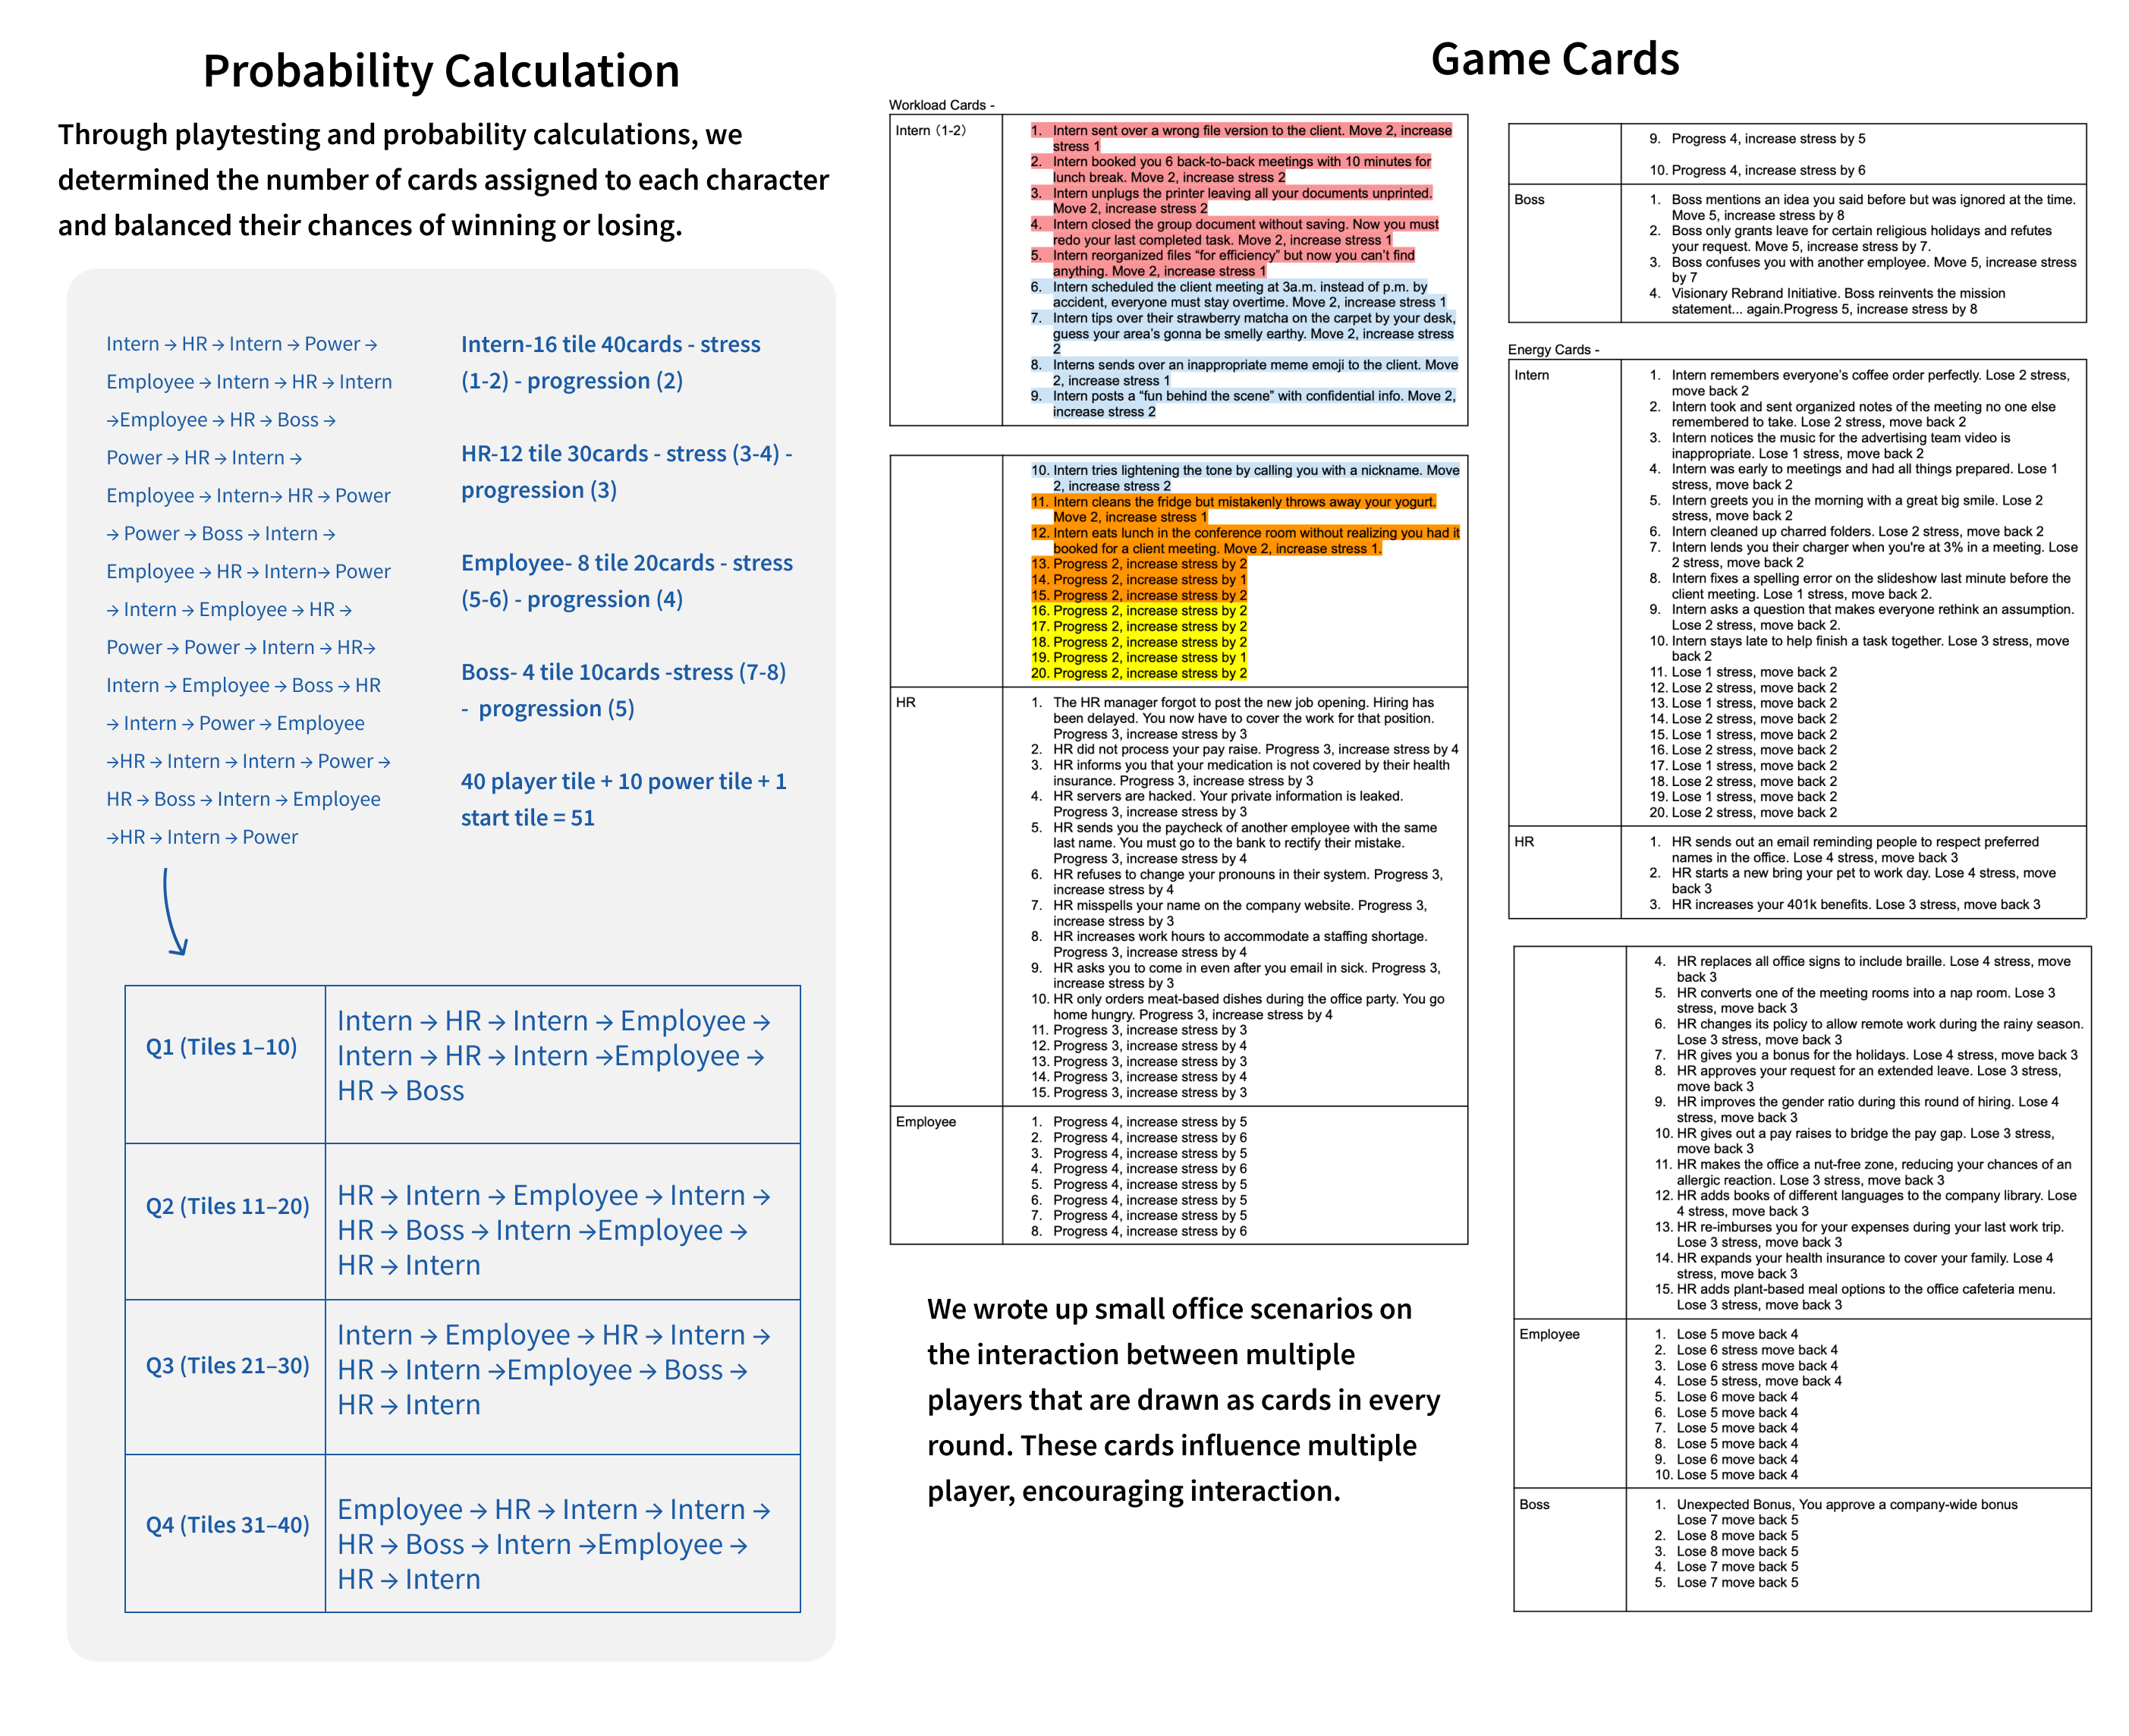 Probability Calculation
Through playtesting and probability calculations, we
determined the number of cards assigned to each character
and balanced their chances of winning or losing.
Intern → HR → Intern → Power →
Employee → Intern → HR → Intern
→Employee → HR → Boss →
Power → HR → Intern →
Employee → Intern→ HR → Power
→ Power → Boss → Intern →
Employee → HR → Intern→ Power
→ Intern → Employee → HR →
Power → Power → Intern → HR→
Intern → Employee → Boss → HR
→ Intern → Power → Employee
→HR → Intern → Intern → Power →
HR → Boss → Intern → Employee
→HR → Intern → Power
Intern-16 tile 40cards - stress
(1-2) - progression (2)
HR-12 tile 30cards - stress (3-4) -
progression (3)
Employee- 8 tile 20cards - stress
(5-6) - progression (4)
Boss- 4 tile 10cards -stress (7-8)
- progression (5)
40 player tile + 10 power tile + 1
start tile = 51
Q1 (Tiles 1–10)
Intern → HR → Intern → Employee →
Intern → HR → Intern →Employee →
HR → Boss
Q2 (Tiles 11–20)
HR → Intern → Employee → Intern →
HR → Boss → Intern →Employee →
HR → Intern
Q3 (Tiles 21–30)
Intern → Employee → HR → Intern →
HR → Intern →Employee → Boss →
HR → Intern
Q4 (Tiles 31–40)
Employee → HR → Intern → Intern →
HR → Boss → Intern →Employee →
HR → Intern
Game Cards
Workload Cards -
Intern (1-2)
1. Intern sent over a wrong file version to the client. Move 2, increase
stress 1
2. Intern booked you 6 back-to-back meetings with 10 minutes for
lunch break. Move 2, increase stress 2
3. Intern unplugs the printer leaving all your documents unprinted.
Move 2, increase stress 2
4. Intern closed the group document without saving. Now you must
redo your last completed task. Move 2, increase stress 1
5. Intern reorganized files “for efficiency” but now you can’t find
anything. Move 2, increase stress 1
6. Intern scheduled the client meeting at 3a.m. instead of p.m. by
accident, everyone must stay overtime. Move 2, increase stress 1
7. Intern tips over their strawberry matcha on the carpet by your desk,
guess your area’s gonna be smelly earthy. Move 2, increase stress
2
8. Interns sends over an inappropriate meme emoji to the client. Move
2, increase stress 1
9. Intern posts a “fun behind the scene” with confidential info. Move 2,
increase stress 2
10. Intern tries lightening the tone by calling you with a nickname. Move
2, increase stress 2
11. Intern cleans the fridge but mistakenly throws away your yogurt.
Move 2, increase stress 1
12. Intern eats lunch in the conference room without realizing you had it
booked for a client meeting. Move 2, increase stress 1.
13. Progress 2, increase stress by 2
14. Progress 2, increase stress by 1
15. Progress 2, increase stress by 2
16. Progress 2, increase stress by 2
17. Progress 2, increase stress by 2
18. Progress 2, increase stress by 2
19. Progress 2, increase stress by 1
20. Progress 2, increase stress by 2
HR
1. The HR manager forgot to post the new job opening. Hiring has
been delayed. You now have to cover the work for that position.
Progress 3, increase stress by 3
2. HR did not process your pay raise. Progress 3, increase stress by 4
3. HR informs you that your medication is not covered by their health
insurance. Progress 3, increase stress by 3
4. HR servers are hacked. Your private information is leaked.
Progress 3, increase stress by 3
5. HR sends you the paycheck of another employee with the same
last name. You must go to the bank to rectify their mistake.
Progress 3, increase stress by 4
6. HR refuses to change your pronouns in their system. Progress 3,
increase stress by 4
7. HR misspells your name on the company website. Progress 3,
increase stress by 3
8. HR increases work hours to accommodate a staffing shortage.
Progress 3, increase stress by 4
9. HR asks you to come in even after you email in sick. Progress 3,
increase stress by 3
10. HR only orders meat-based dishes during the office party. You go
home hungry. Progress 3, increase stress by 4
11. Progress 3, increase stress by 3
12. Progress 3, increase stress by 4
13. Progress 3, increase stress by 3
14. Progress 3, increase stress by 4
15. Progress 3, increase stress by 3
Employee
1. Progress 4, increase stress by 5
2. Progress 4, increase stress by 6
3. Progress 4, increase stress by 5
4. Progress 4, increase stress by 6
5. Progress 4, increase stress by 5
6. Progress 4, increase stress by 5
7. Progress 4, increase stress by 5
8. Progress 4, increase stress by 6
We wrote up small office scenarios on
the interaction between multiple
players that are drawn as cards in every
round. These cards influence multiple
player, encouraging interaction.
9. Progress 4, increase stress by 5
10. Progress 4, increase stress by 6
Boss
1. Boss mentions an idea you said before but was ignored at the time.
Move 5, increase stress by 8
2. Boss only grants leave for certain religious holidays and refutes
your request. Move 5, increase stress by 7.
3. Boss confuses you with another employee. Move 5, increase stress
by 7
4. Visionary Rebrand Initiative. Boss reinvents the mission
statement... again.Progress 5, increase stress by 8
Energy Cards -
Intern
1. Intern remembers everyone’s coffee order perfectly. Lose 2 stress,
move back 2
2. Intern took and sent organized notes of the meeting no one else
remembered to take. Lose 2 stress, move back 2
3. Intern notices the music for the advertising team video is
inappropriate. Lose 1 stress, move back 2
4. Intern was early to meetings and had all things prepared. Lose 1
stress, move back 2
5. Intern greets you in the morning with a great big smile. Lose 2
stress, move back 2
6. Intern cleaned up charred folders. Lose 2 stress, move back 2
7. Intern lends you their charger when you're at 3% in a meeting. Lose
2 stress, move back 2
8. Intern fixes a spelling error on the slideshow last minute before the
client meeting. Lose 1 stress, move back 2.
9. Intern asks a question that makes everyone rethink an assumption.
Lose 2 stress, move back 2.
10. Intern stays late to help finish a task together. Lose 3 stress, move
back 2
11. Lose 1 stress, move back 2
12. Lose 2 stress, move back 2
13. Lose 1 stress, move back 2
14. Lose 2 stress, move back 2
15. Lose 1 stress, move back 2
16. Lose 2 stress, move back 2
17. Lose 1 stress, move back 2
18. Lose 2 stress, move back 2
19. Lose 1 stress, move back 2
20. Lose 2 stress, move back 2
HR
1. HR sends out an email reminding people to respect preferred
names in the office. Lose 4 stress, move back 3
2. HR starts a new bring your pet to work day. Lose 4 stress, move
back 3
3. HR increases your 401k benefits. Lose 3 stress, move back 3
4. HR replaces all office signs to include braille. Lose 4 stress, move
back 3
5. HR converts one of the meeting rooms into a nap room. Lose 3
stress, move back 3
6. HR changes its policy to allow remote work during the rainy season.
Lose 3 stress, move back 3
7. HR gives you a bonus for the holidays. Lose 4 stress, move back 3
8. HR approves your request for an extended leave. Lose 3 stress,
move back 3
9. HR improves the gender ratio during this round of hiring. Lose 4
stress, move back 3
10. HR gives out a pay raises to bridge the pay gap. Lose 3 stress,
move back 3
11. HR makes the office a nut-free zone, reducing your chances of an
allergic reaction. Lose 3 stress, move back 3
12. HR adds books of different languages to the company library. Lose
4 stress, move back 3
13. HR re-imburses you for your expenses during your last work trip.
Lose 3 stress, move back 3
14. HR expands your health insurance to cover your family. Lose 4
stress, move back 3
15. HR adds plant-based meal options to the office cafeteria menu.
Lose 3 stress, move back 3
Employee
1. Lose 5 move back 4
2. Lose 6 stress move back 4
3. Lose 6 stress move back 4
4. Lose 5 stress, move back 4
5. Lose 6 move back 4
6. Lose 5 move back 4
7. Lose 5 move back 4
8. Lose 5 move back 4
9. Lose 6 move back 4
10. Lose 5 move back 4
Boss
1. Unexpected Bonus, You approve a company-wide bonus
Lose 7 move back 5
2. Lose 8 move back 5
3. Lose 8 move back 5
4. Lose 7 move back 5
5. Lose 7 move back 5